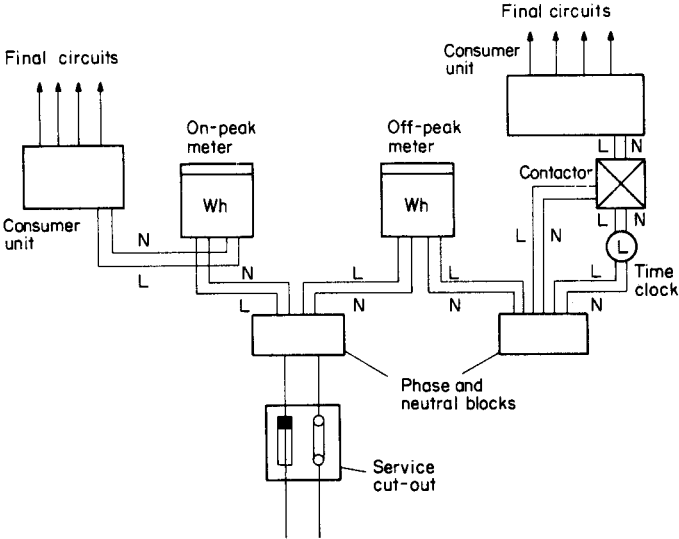 Final circuits
Consumer
unit
Final circuits
On-peak
meter
Off-peak
meter
L
N
Contactor
Wh
Wh
Consumer
unit
N
L
N
L
L
N
L
N
L
N
L
N
L
L
N
Time
clock
Phase and
neutral blocks
Service
cut-out